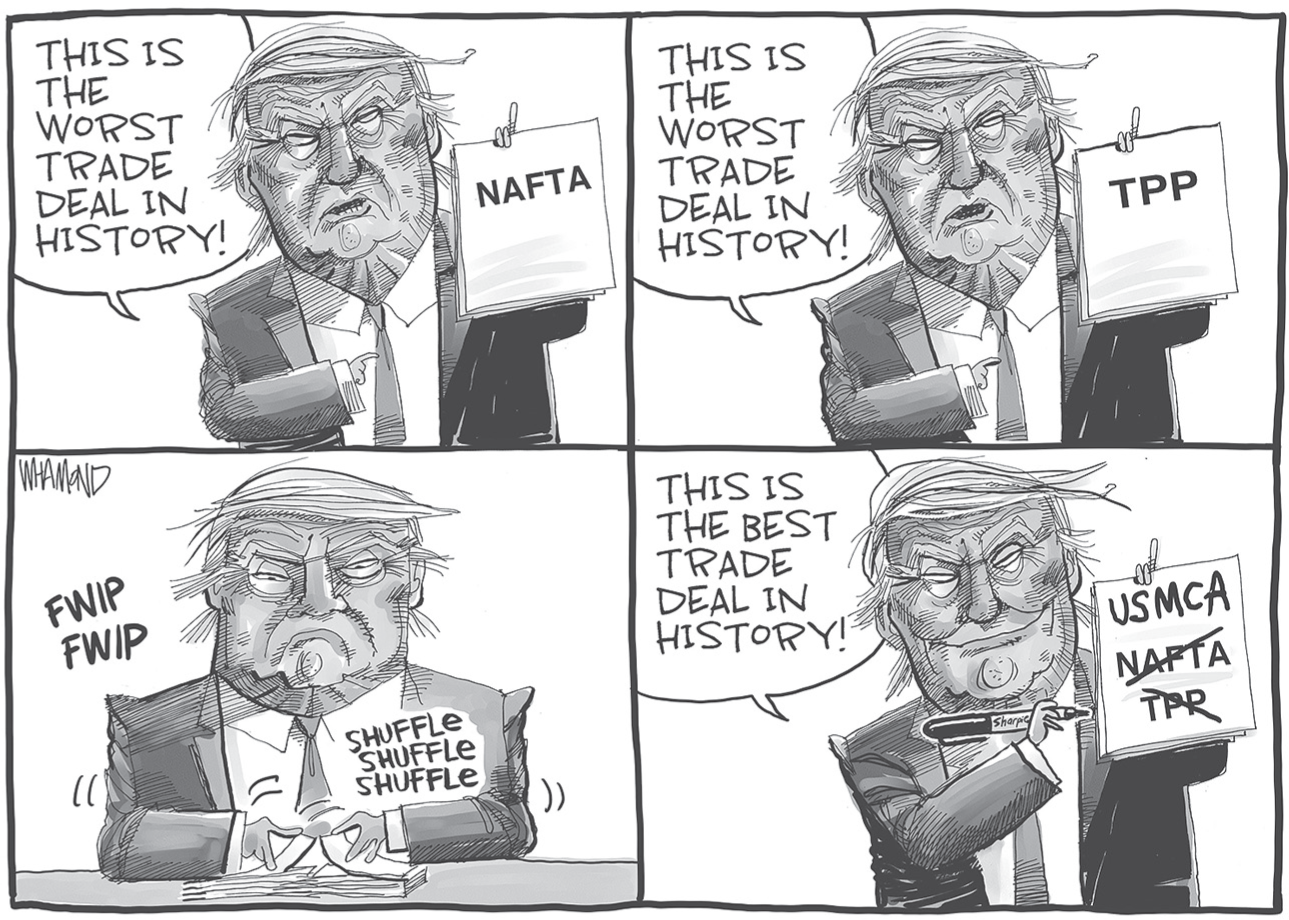 THIS IS
THE
WORST
TRADE
DEAL IN
HISTORY!
NAFTA
THIS IS
THE
WORST
TRADE
DEAL IN
HISTORY!
TPP
WHAMOND
FWIP
FWIP
SHUFFLE
SHUFFLE
SHUFFLE
THIS IS
THE BEST
TRADE
DEAL IN
HISTORY!
Sharpie
USMCA
NAFTA
TPP